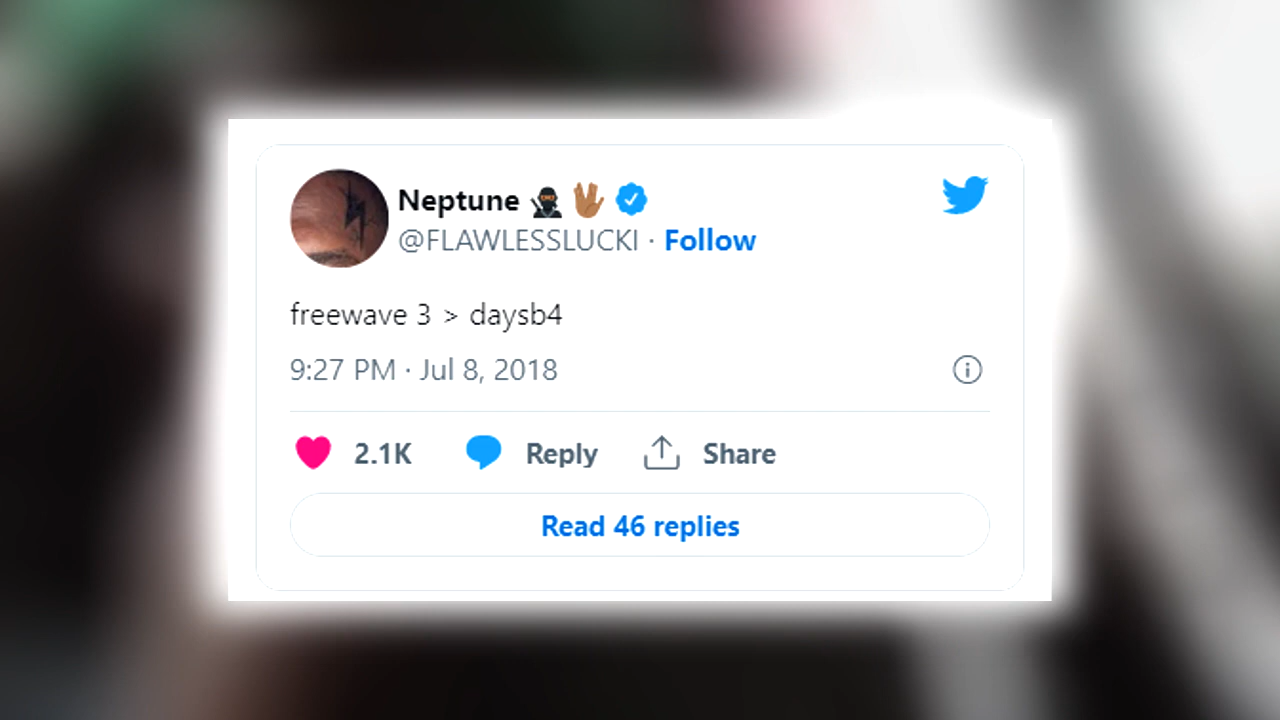 Neptune 🥷🏾 🖖🏾
@FLAWLESSLUCKI · Follow
freewave 3 > daysb4
9:27 PM · Jul 8, 2018
2.1K Reply Share
Read 46 replies